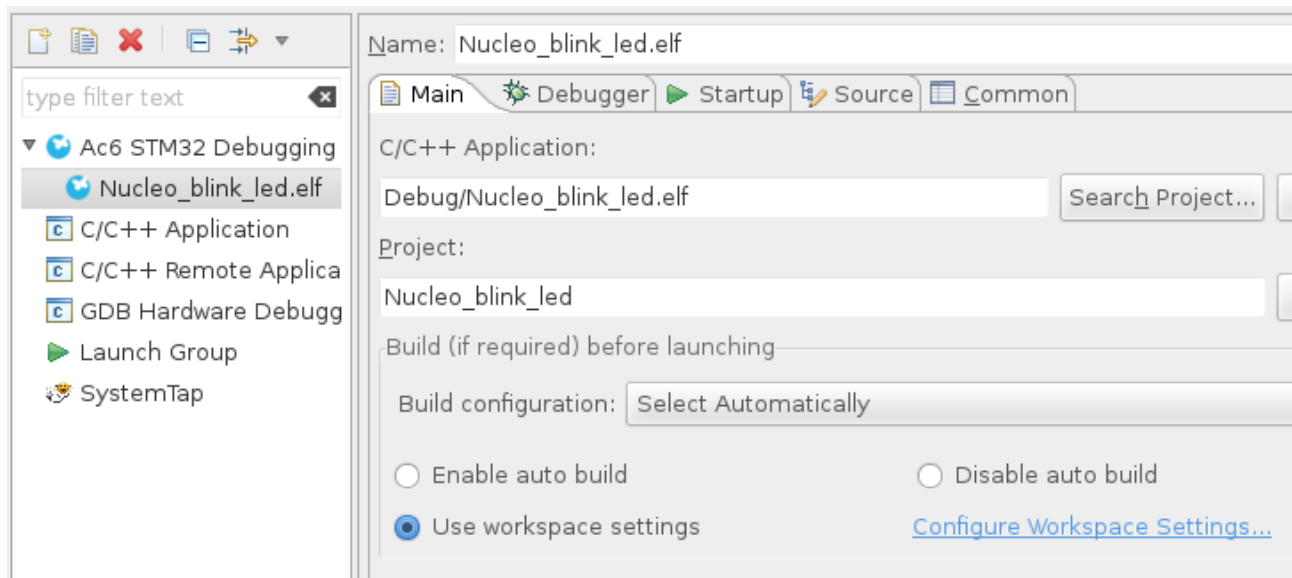 Name: Nucleo_blink_led.elf
type filter text
Main Debugger Startup Source Common
Ac6 STM32 Debugging
Nucleo_blink_led.elf
C/C++ Application
C/C++ Remote Applica
GDB Hardware Debugg
Launch Group
SystemTap
C/C++ Application:
Debug/Nucleo_blink_led.elf Search Project...
Project:
Nucleo_blink_led
Build (if required) before launching
Build configuration: Select Automatically
Enable auto build Disable auto build
Use workspace settings Configure Workspace Settings...